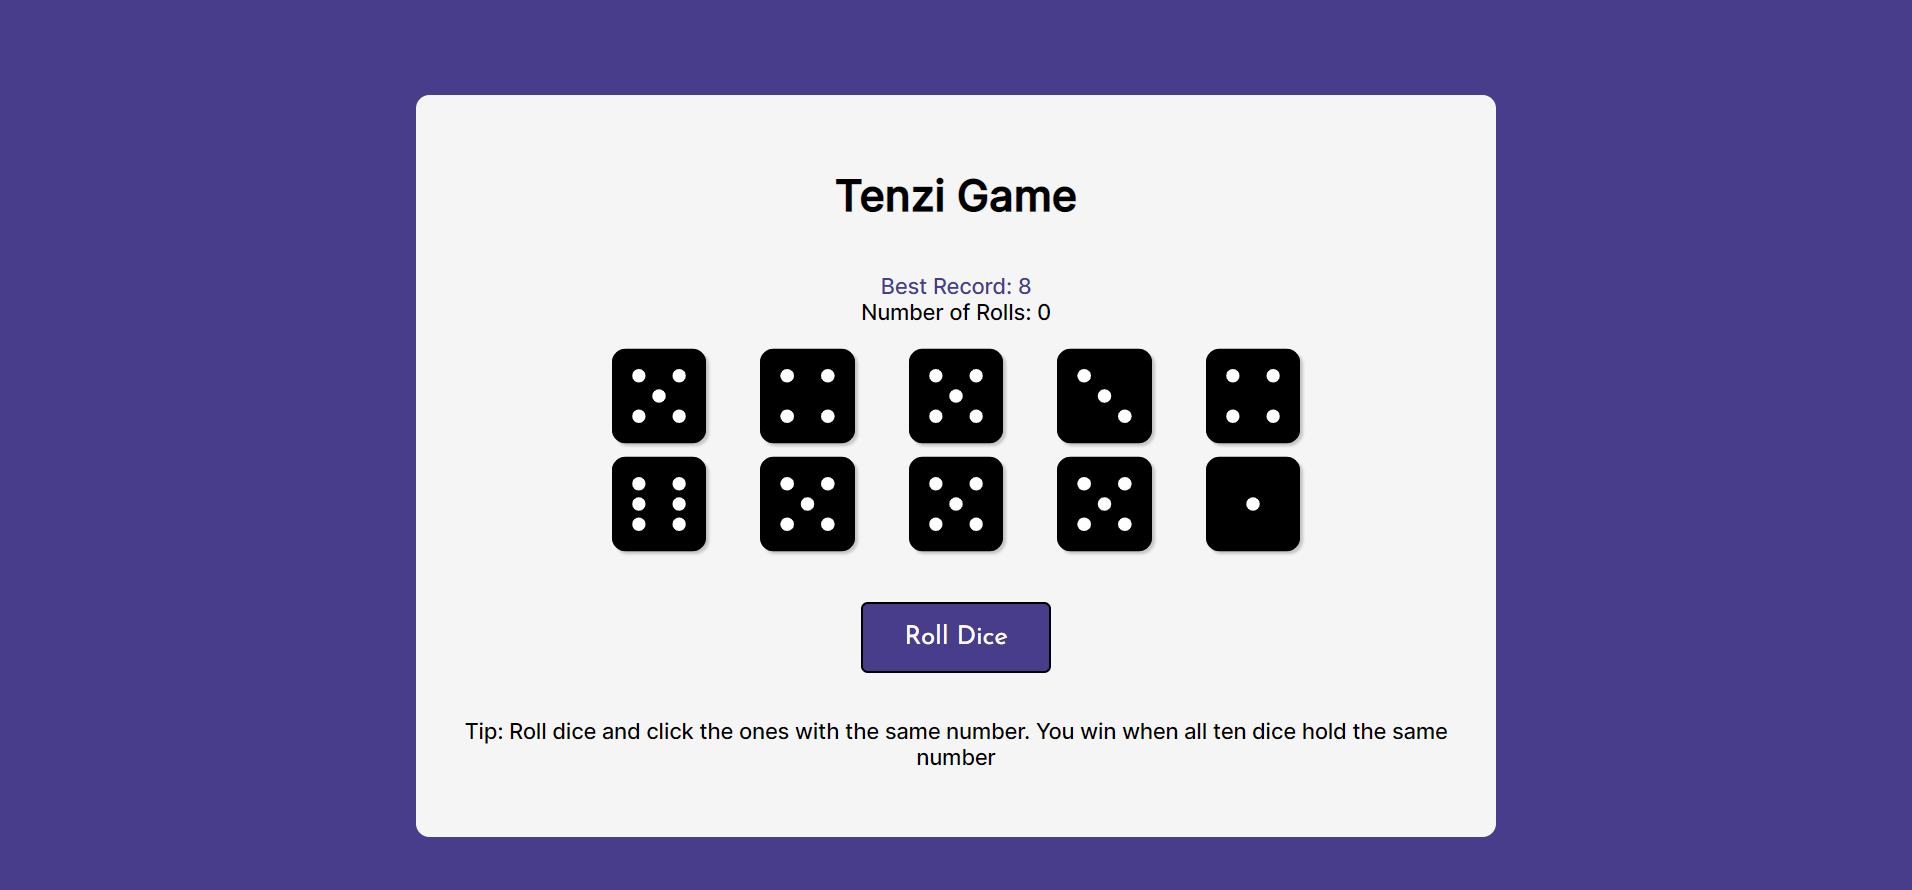 Tenzi Game
Best Record: 8
Number of Rolls: 0
Roll Dice
Tip: Roll dice and click the ones with the same number. You win when all ten dice hold the same
number